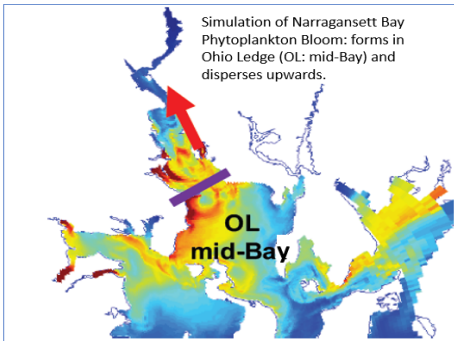 Simulation of Narragansett Bay
Phytoplankton Bloom: forms in
Ohio Ledge (OL: mid-Bay) and
disperses upwards.
OL
mid-Bay